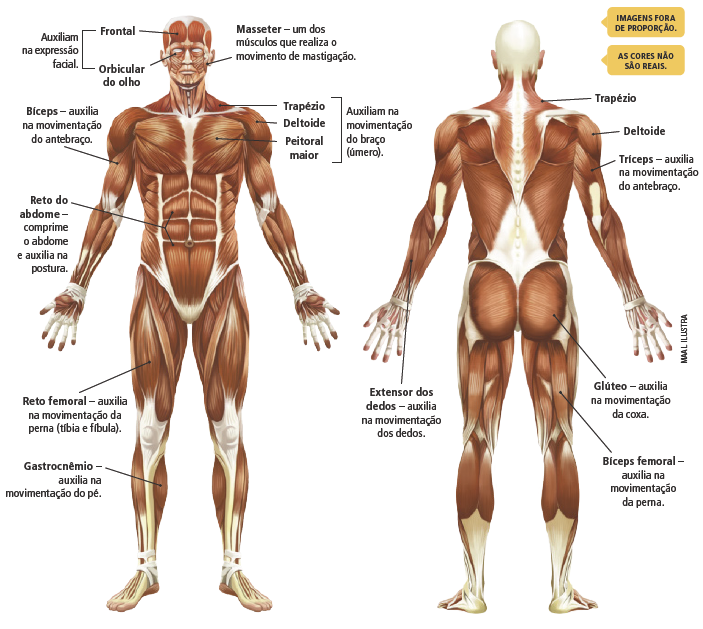 Auxiliam
na expressão
facial.
Frontal
Orbicular
do olho
Masseter – um dos
músculos que realiza o
movimento de mastigação.
Bíceps – auxilia
na movimentação
do antebraço.
Trapézio
Deltoide
Peitoral
maior
Auxiliam na
movimentação
do braço
(úmero).
Reto do
abdome –
comprime
o abdome
e auxilia na
postura.
Reto femoral – auxilia
na movimentação da
perna (tíbia e fíbula).
Gastrocnêmio –
auxilia na
movimentação do pé.
IMAGENS FORA
DE PROPORÇÃO.
AS CORES NÃO
SÃO REAIS.
Trapézio
Deltoide
Tríceps – auxilia
na movimentação
do antebraço.
MAAL ILUSTRA
Extensor dos
dedos – auxilia
na movimentação
dos dedos.
Glúteo – auxilia
na movimentação
da coxa.
Bíceps femoral –
auxilia na
movimentação
da perna.